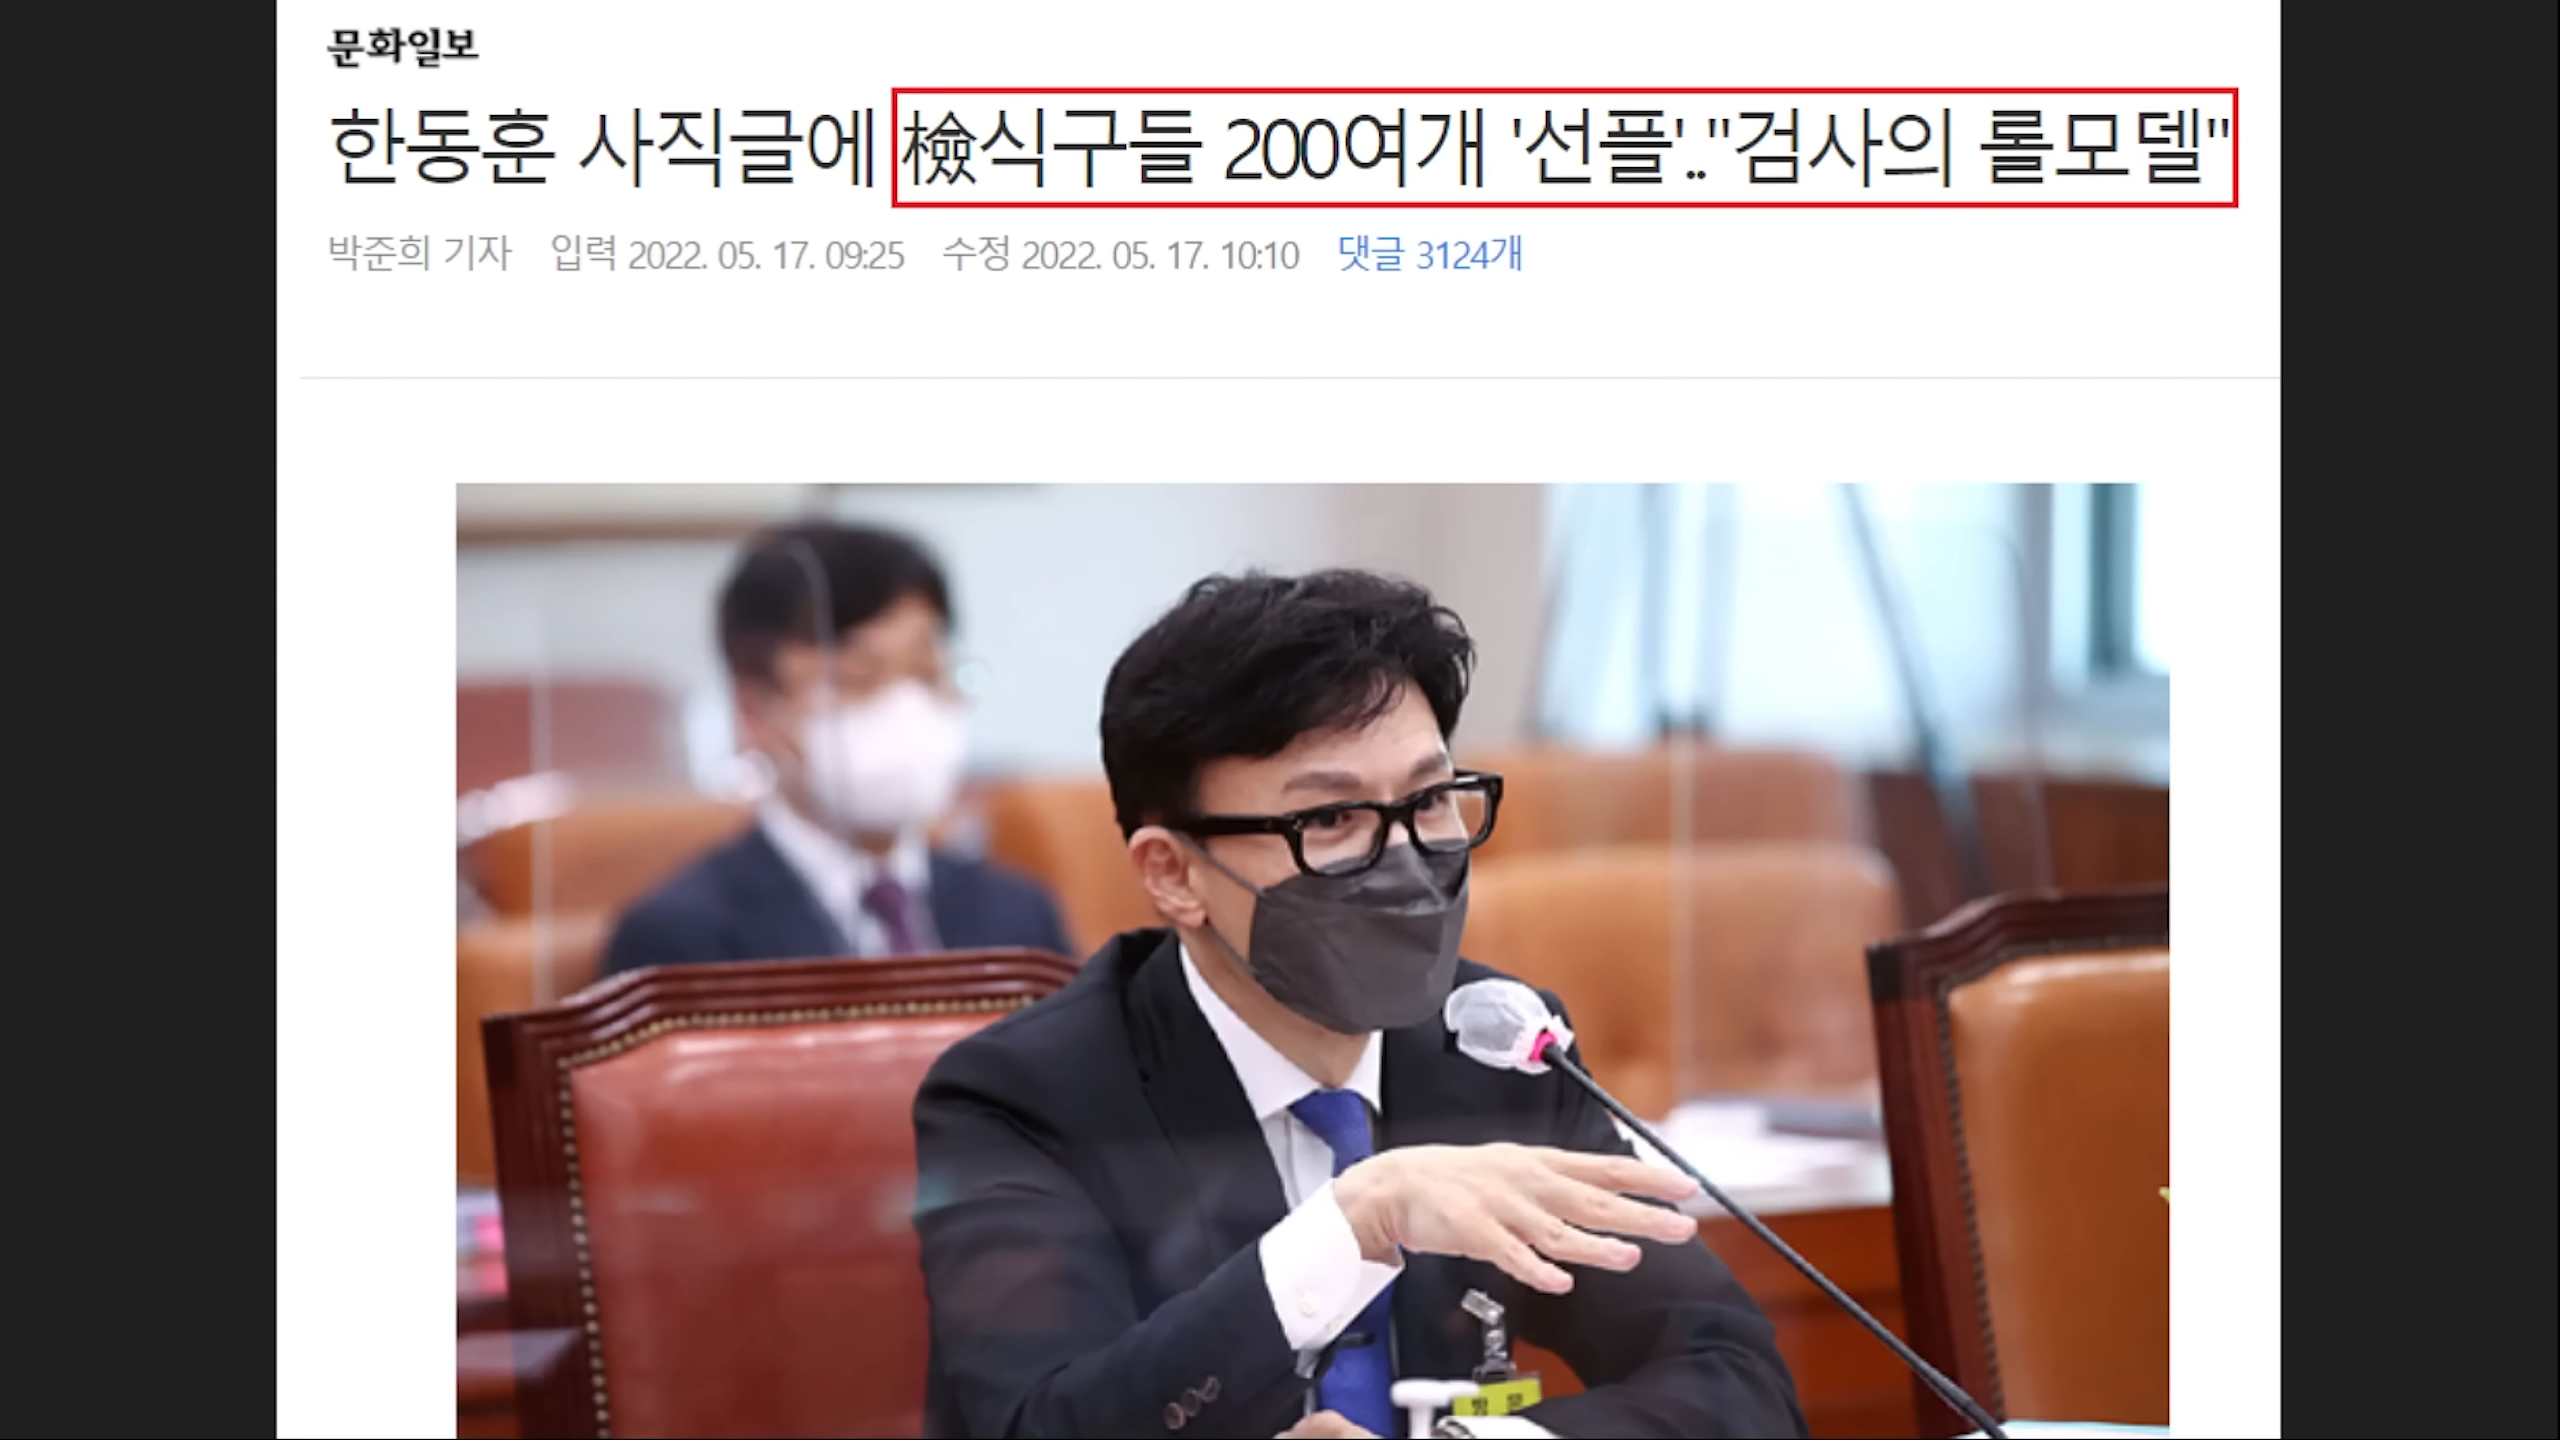 문화일보
한동훈 사직글에 檢식구들 200여개 '선플'.."검사의 롤모델"
박준희 기자 입력 2022. 05. 17. 09:25 수정 2022. 05. 17. 10:10 댓글 3124개